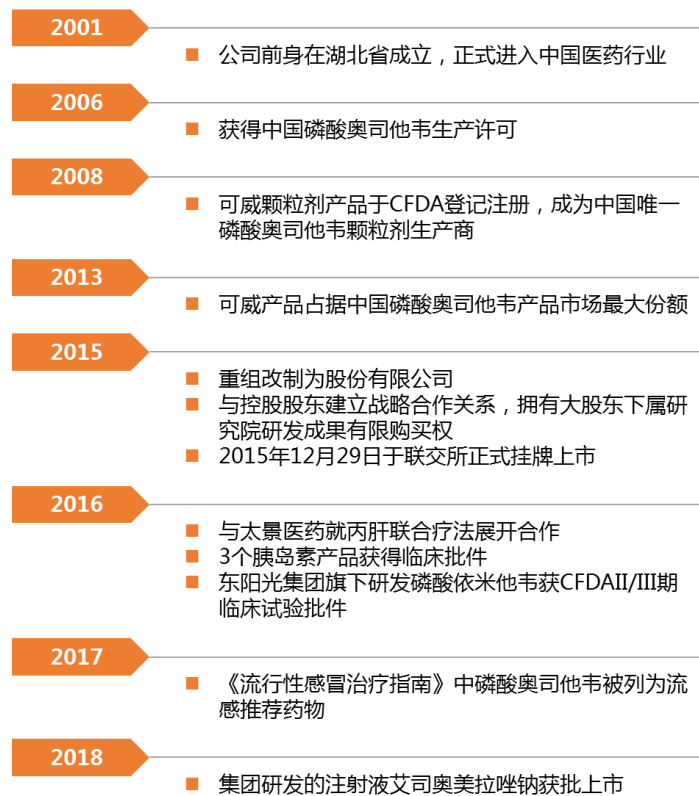 2001
公司前身在湖北省成立，正式进入中国医药行业
2006
获得中国磷酸奥司他韦生产许可
2008
可威颗粒剂产品于CFDA登记注册，成为中国唯一
磷酸奥司他韦颗粒剂生产商
2013
可威产品占据中国磷酸奥司他韦产品市场最大份额
2015
重组改制为股份有限公司
与控股股东建立战略合作关系，拥有大股东下属研
究院研发成果有限购买权
2015年12月29日于联交所正式挂牌上市
2016
与太景医药就丙肝联合疗法展开合作
3个胰岛素产品获得临床批件
东阳光集团旗下研发磷酸依米他韦获CFDAII/III期
临床试验批件
2017
《流行性感冒治疗指南》中磷酸奥司他韦被列为流
感推荐药物
2018
集团研发的注射液艾司奥美拉唑钠获批上市